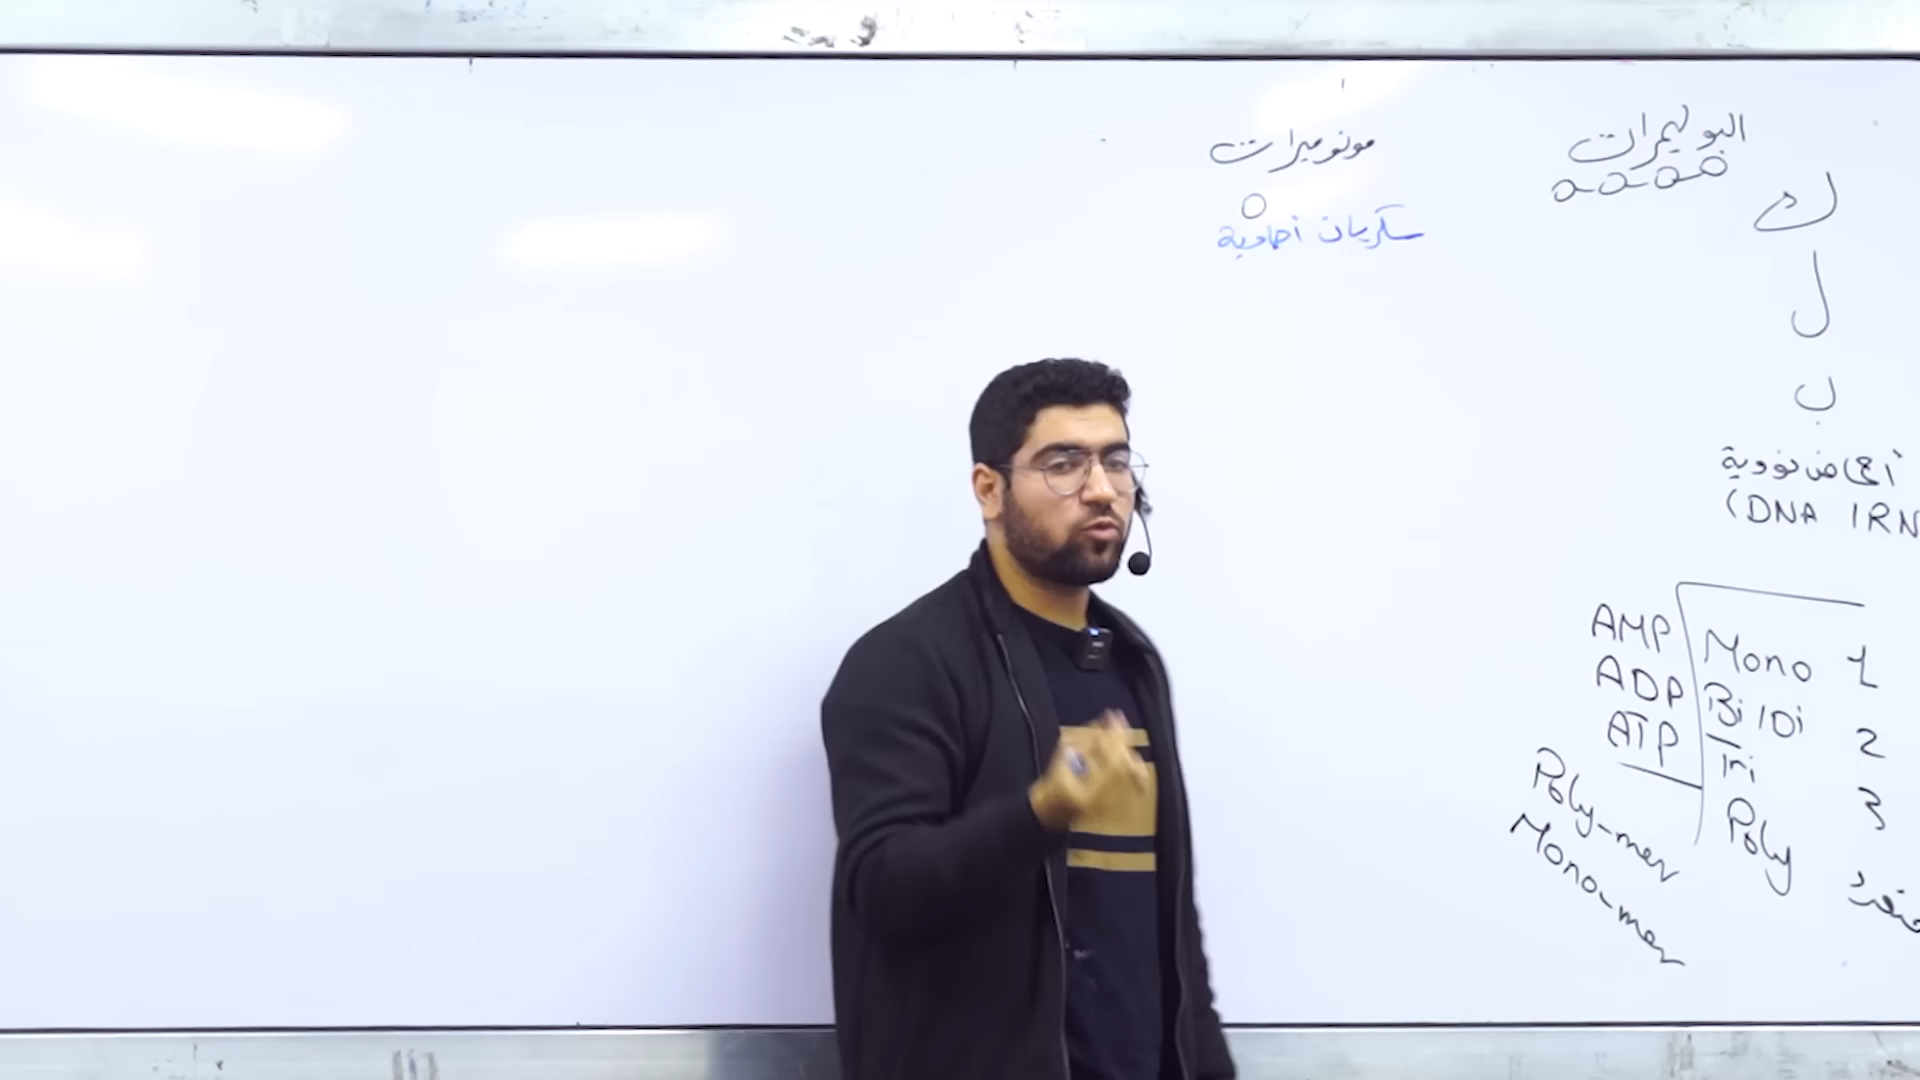 البوليمرات
مونوميرات
ك
سكريات أحادية
ل
ب
أحماض نووية
(DNA / RN
AMP Mono 1
ADP Bi / Di 2
ATP Tri 3
Poly-mer Poly
Mono-mer